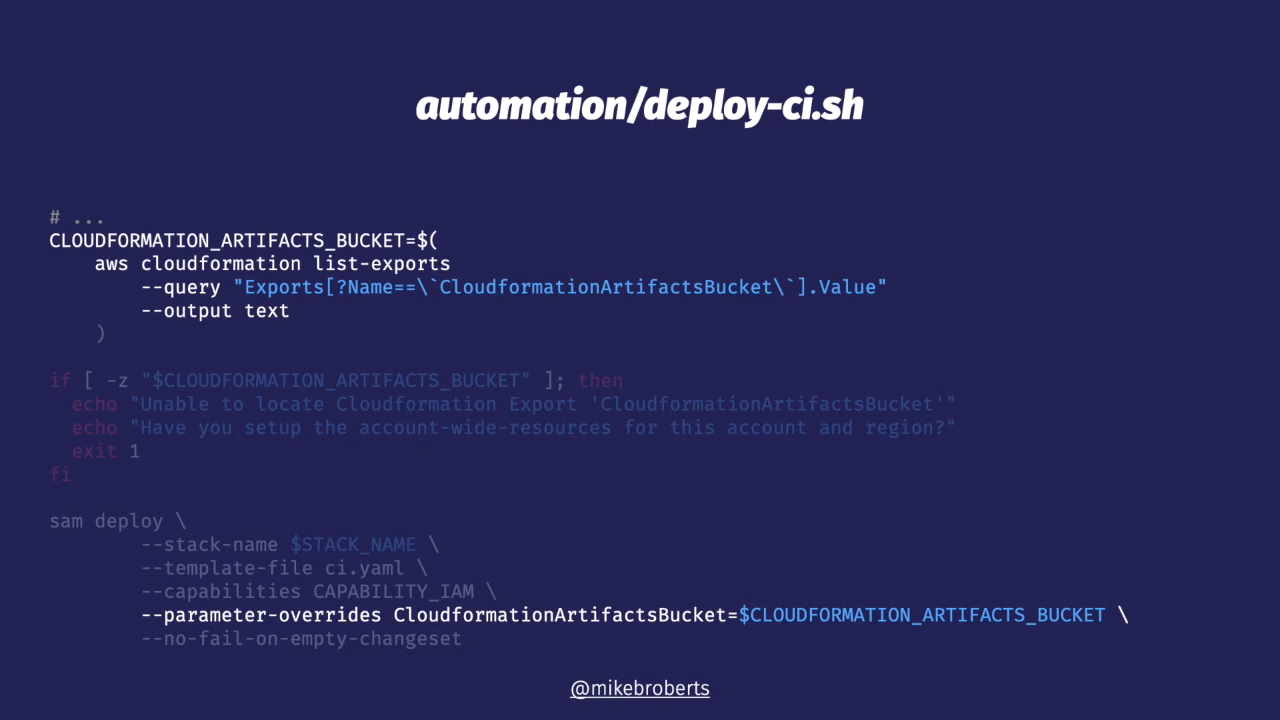 automation/deploy-ci.sh
# ...
CLOUDFORMATION_ARTIFACTS_BUCKET=$(
    aws cloudformation list-exports
        --query "Exports[?Name==\`CloudformationArtifactsBucket\`].Value"
        --output text
    )
if [ -z "$CLOUDFORMATION_ARTIFACTS_BUCKET" ]; then
  echo "Unable to locate Cloudformation Export 'CloudformationArtifactsBucket'"
  echo "Have you setup the account-wide-resources for this account and region?"
  exit 1
fi
sam deploy \
        --stack-name $STACK_NAME \
        --template-file ci.yaml \
        --capabilities CAPABILITY_IAM \
        --parameter-overrides CloudformationArtifactsBucket=$CLOUDFORMATION_ARTIFACTS_BUCKET \
        --no-fail-on-empty-changeset
@mikebroberts